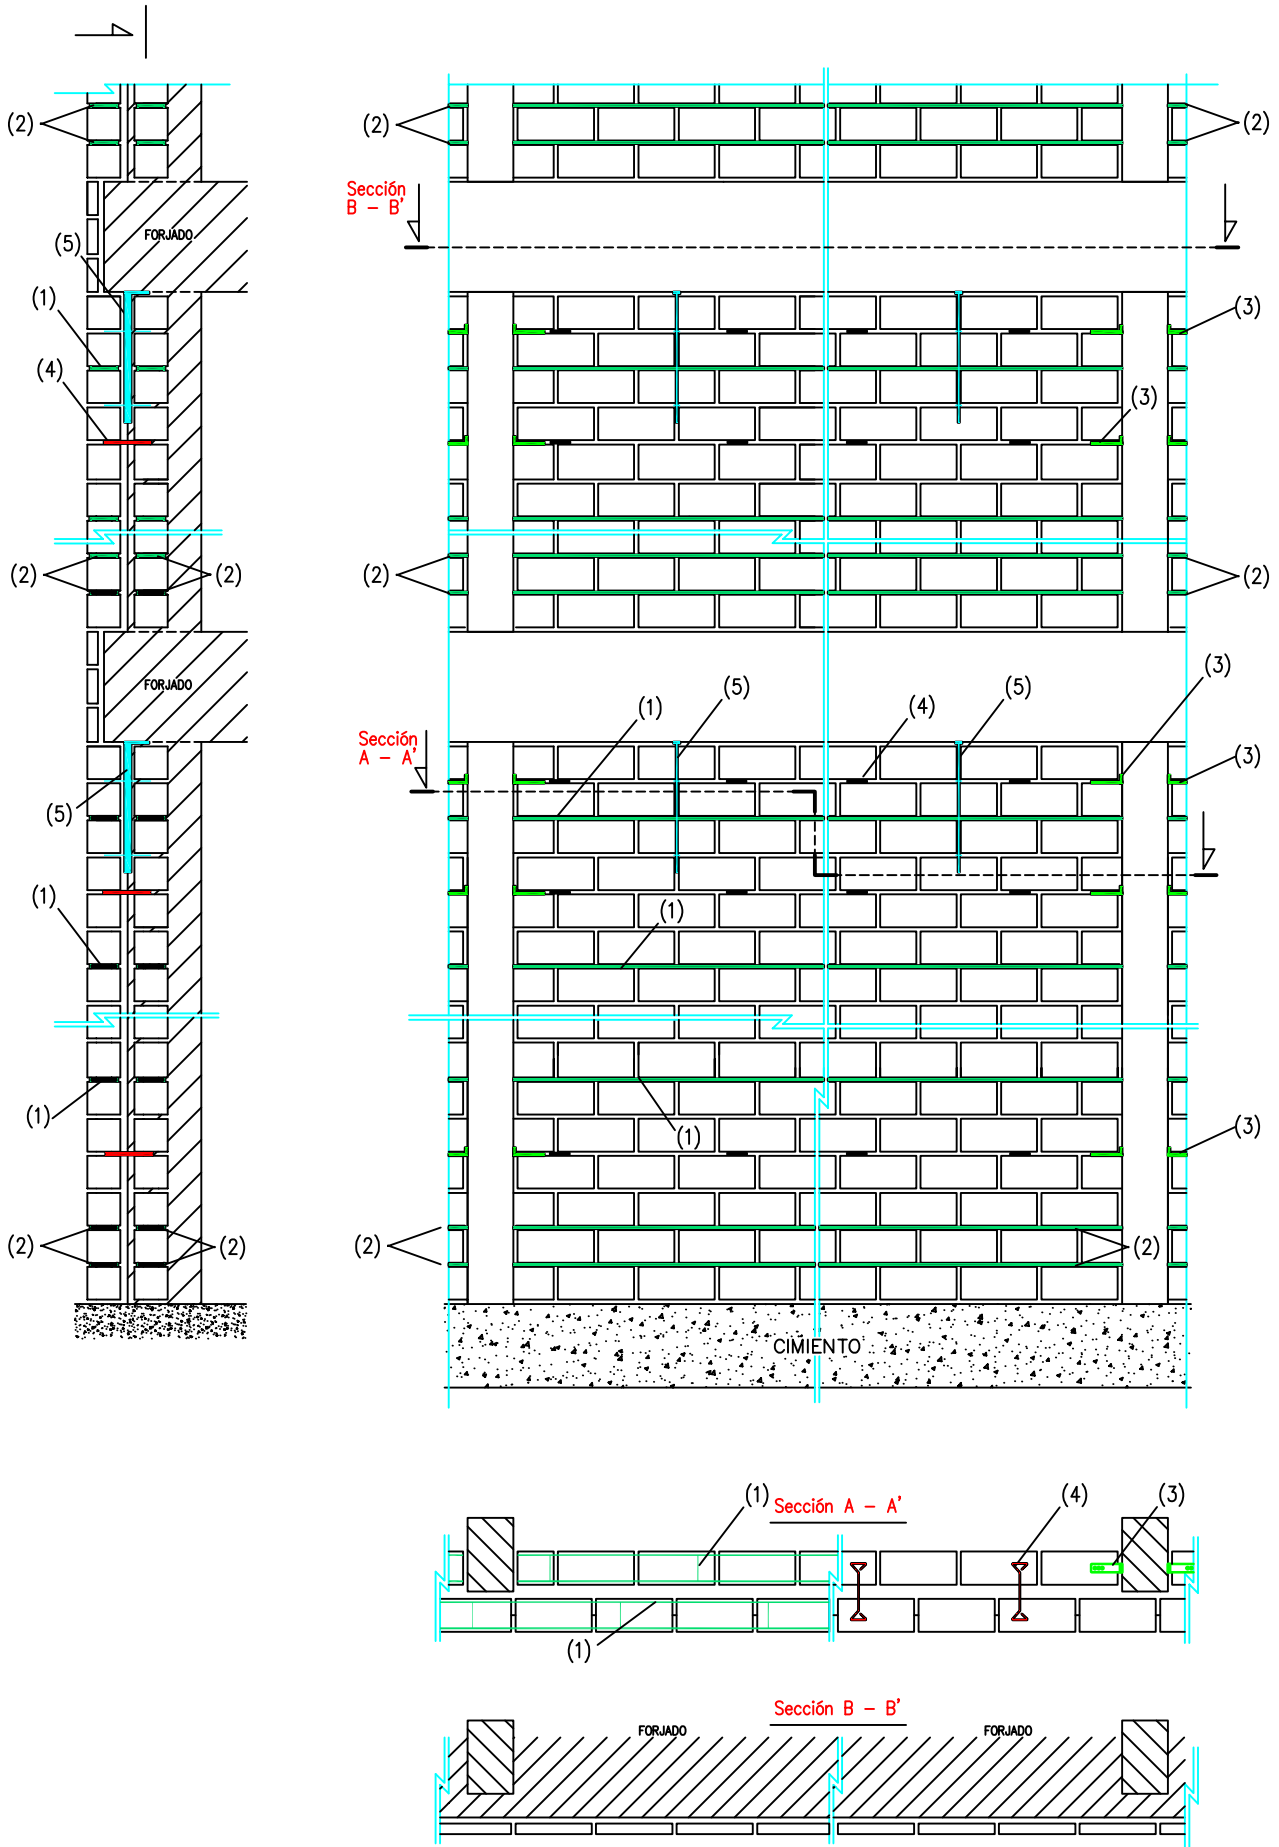 (2)
(2)
(2)
Sección
B – B'
FORJADO
(5)
(1)
(3)
(4)
(3)
(2)
(2)
(2)
(2)
FORJADO
(3)
(5)
(5)
(1)
(4)
Sección
A – A'
(3)
(5)
(1)
(1)
(1)
(1)
(3)
(2)
(2)
(2)
(2)
CIMIENTO
(1)
Sección A – A'
(4)
(3)
(1)
Sección B – B'
FORJADO
FORJADO